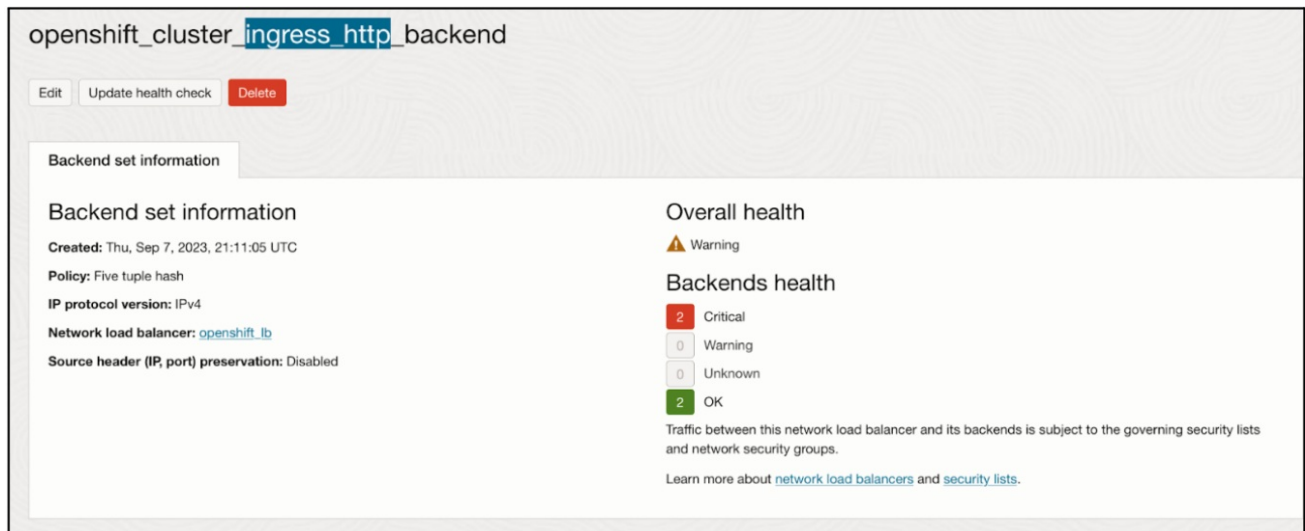 openshift_cluster_ingress_http_backend
Edit Update health check Delete
Backend set information
Backend set information
Created: Thu, Sep 7, 2023, 21:11:05 UTC
Policy: Five tuple hash
IP protocol version: IPv4
Network load balancer: openshift_lb
Source header (IP, port) preservation: Disabled
Overall health
Warning
Backends health
2 Critical
0 Warning
0 Unknown
2 OK
Traffic between this network load balancer and its backends is subject to the governing security lists
and network security groups.
Learn more about network load balancers and security lists.